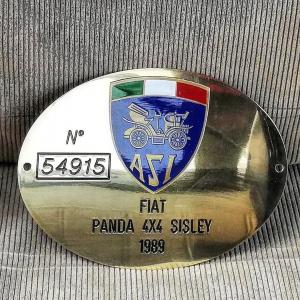 ASI
N°
54915
FIAT
PANDA 4X4 SISLEY
1989